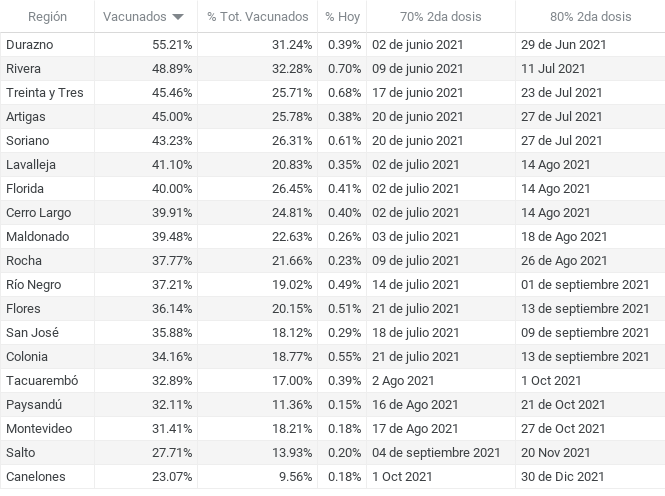 Región Vacunados % Tot. Vacunados % Hoy 70% 2da dosis 80% 2da dosis
Durazno 55.21% 31.24% 0.39% 02 de junio 2021 29 de Jun 2021
Rivera 48.89% 32.28% 0.70% 09 de junio 2021 11 Jul 2021
Treinta y Tres 45.46% 25.71% 0.68% 17 de junio 2021 23 de Jul 2021
Artigas 45.00% 25.78% 0.38% 20 de junio 2021 27 de Jul 2021
Soriano 43.23% 26.31% 0.61% 20 de junio 2021 27 de Jul 2021
Lavalleja 41.10% 20.83% 0.35% 02 de julio 2021 14 Ago 2021
Florida 40.00% 26.45% 0.41% 02 de julio 2021 14 Ago 2021
Cerro Largo 39.91% 24.81% 0.40% 02 de julio 2021 14 Ago 2021
Maldonado 39.48% 22.63% 0.26% 03 de julio 2021 18 de Ago 2021
Rocha 37.77% 21.66% 0.23% 09 de julio 2021 26 de Ago 2021
Río Negro 37.21% 19.02% 0.49% 14 de julio 2021 01 de septiembre 2021
Flores 36.14% 20.15% 0.51% 21 de julio 2021 13 de septiembre 2021
San José 35.88% 18.12% 0.29% 18 de julio 2021 09 de septiembre 2021
Colonia 34.16% 18.77% 0.55% 21 de julio 2021 13 de septiembre 2021
Tacuarembó 32.89% 17.00% 0.39% 2 Ago 2021 1 Oct 2021
Paysandú 32.11% 11.36% 0.15% 16 de Ago 2021 21 de Oct 2021
Montevideo 31.41% 18.21% 0.18% 17 de Ago 2021 27 de Oct 2021
Salto 27.71% 13.93% 0.20% 04 de septiembre 2021 20 Nov 2021
Canelones 23.07% 9.56% 0.18% 1 Oct 2021 30 de Dic 2021